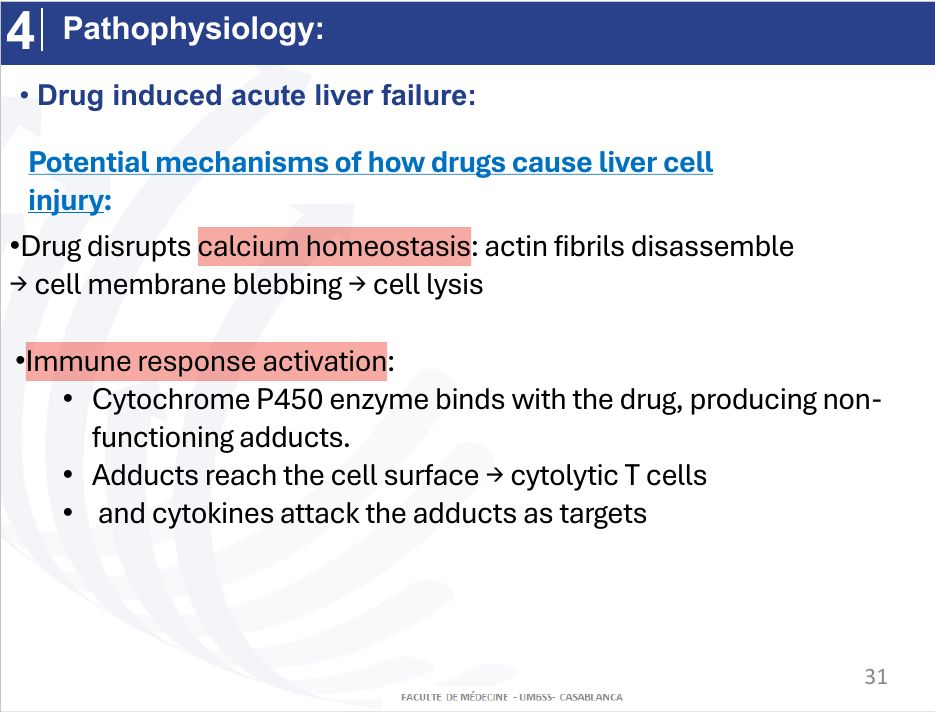 4 Pathophysiology:
• Drug induced acute liver failure:
Potential mechanisms of how drugs cause liver cell
injury:
•Drug disrupts calcium homeostasis: actin fibrils disassemble
→ cell membrane blebbing → cell lysis
•Immune response activation:
• Cytochrome P450 enzyme binds with the drug, producing non-
functioning adducts.
• Adducts reach the cell surface → cytolytic T cells
• and cytokines attack the adducts as targets
31
FACULTE DE MÉDECINE - UM6SS- CASABLANCA